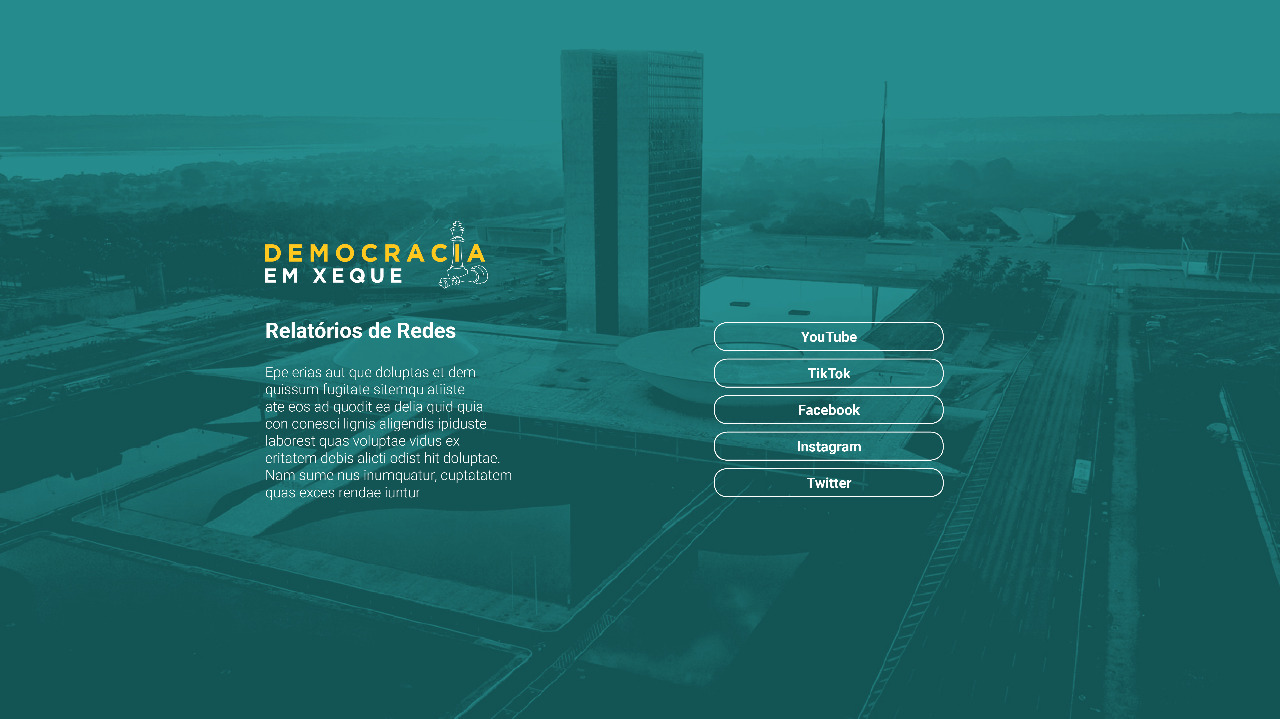 DEMOCRACIA
EM XEQUE
Relatórios de Redes
Epe erias aut que doluptas et dem
quissum fugitate sitemqu atiiste
ate eos ad quodit ea delia quid quia
con conesci lignis aligendis ipiduste
laborest quas voluptae vidus ex
eritatem debis alicti odist hit doluptae.
Nam sume nus inumquatur, cuptatatem
quas exces rendae iuntur
YouTube
TikTok
Facebook
Instagram
Twitter